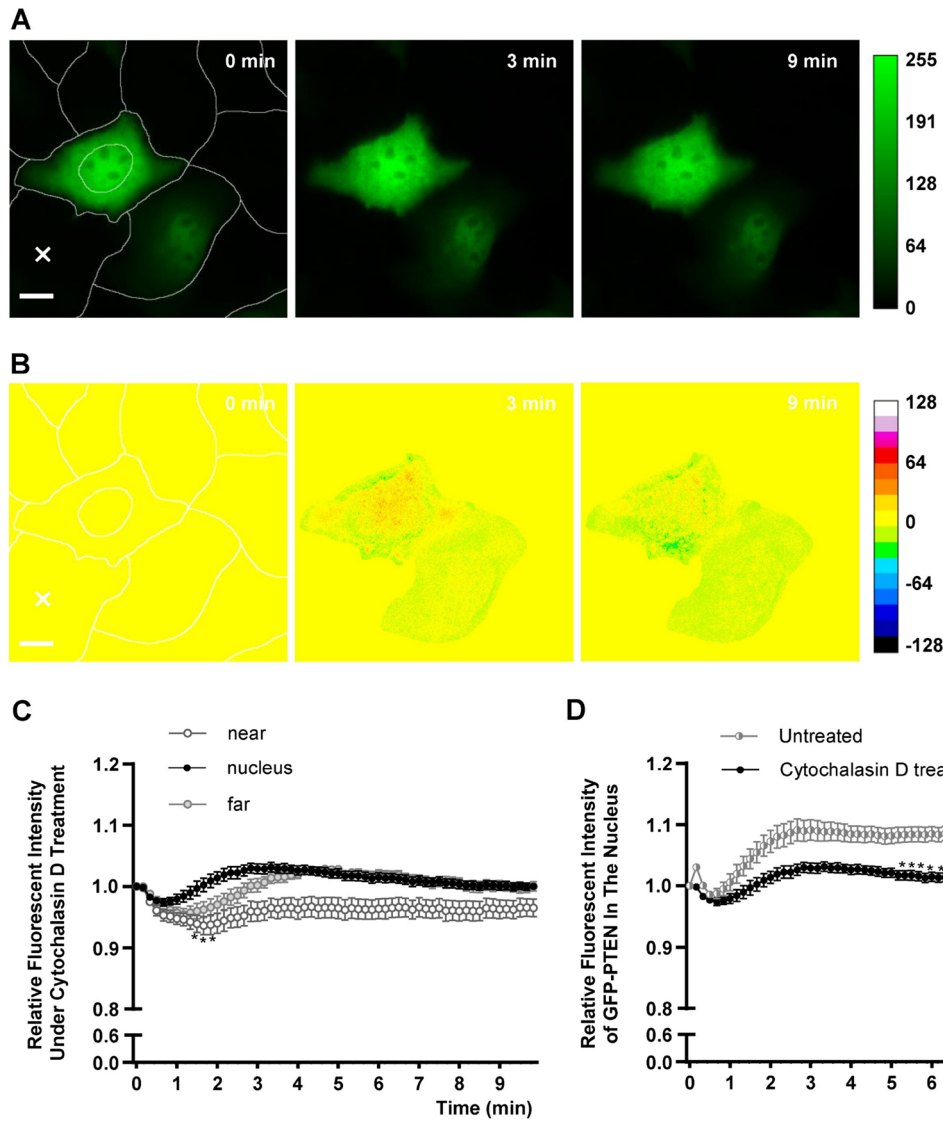 A
0 min
3 min
9 min
255
191
128
64
0
B
0 min
3 min
9 min
128
64
0
-64
-128
C
near
nucleus
far
Relative Fluorescent Intensity
Under Cytochalasin D Treatment
1.2
1.1
1.0
0.9
0.8
0.6
0.0
***
0 1 2 3 4 5 6 7 8 9
Time (min)
D
Untreated
Cytochalasin D trea
Relative Fluorescent Intensity
of GFP-PTEN In The Nucleus
1.2
1.1
1.0
0.9
0.8
0.6
0.0
0 1 2 3 4 5 6